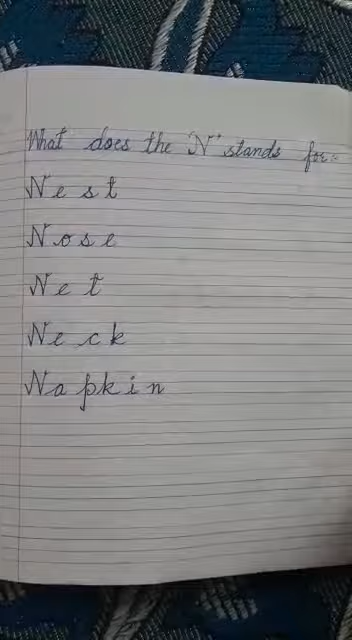 What does the "N" stands for:-
Nest
Nose
Net
Neck
Napkin